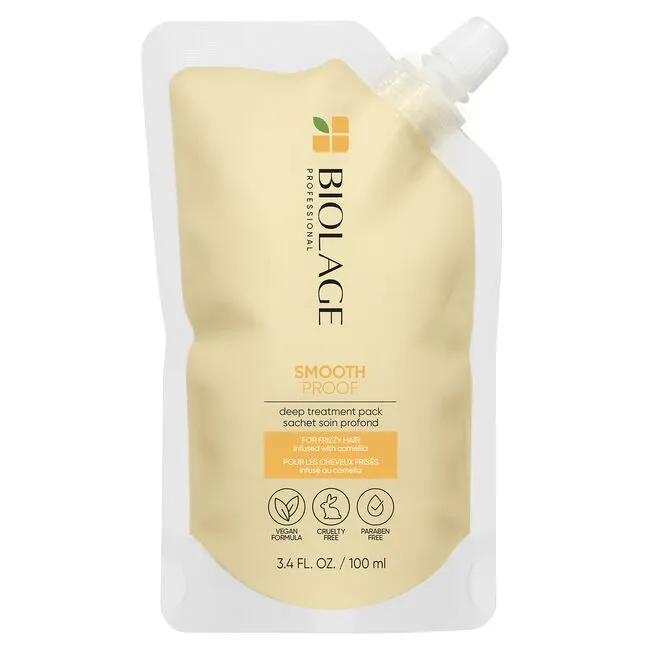 BIOLAGE
PROFESSIONAL
SMOOTH
PROOF
deep treatment pack
sachet soin profond
FOR FRIZZY HAIR
infused with camellia
POUR LES CHEVEUX FRISÉS
infusé au camelia
VEGAN
FORMULA
CRUELTY
FREE
PARABEN
FREE
3.4 FL. OZ. / 100 ml